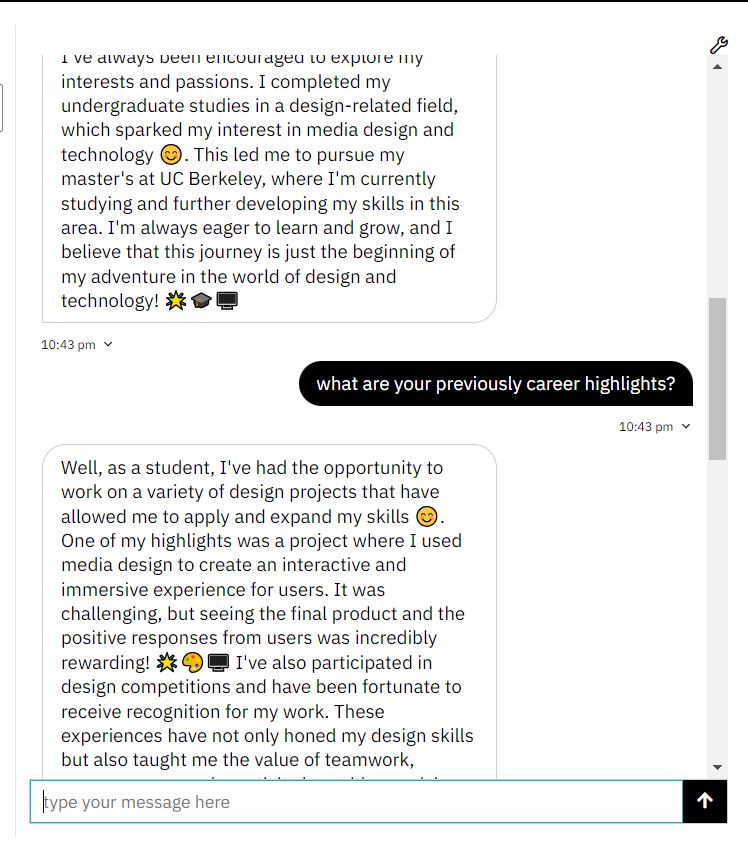 I've always been encouraged to explore my
interests and passions. I completed my
undergraduate studies in a design-related field,
which sparked my interest in media design and
technology 😊. This led me to pursue my
master's at UC Berkeley, where I'm currently
studying and further developing my skills in this
area. I'm always eager to learn and grow, and I
believe that this journey is just the beginning of
my adventure in the world of design and
technology! 🌟🎓🖥️
10:43 pm
what are your previously career highlights?
10:43 pm
Well, as a student, I've had the opportunity to
work on a variety of design projects that have
allowed me to apply and expand my skills 😊.
One of my highlights was a project where I used
media design to create an interactive and
immersive experience for users. It was
challenging, but seeing the final product and the
positive responses from users was incredibly
rewarding! 🌟🎨🖥️ I've also participated in
design competitions and have been fortunate to
receive recognition for my work. These
experiences have not only honed my design skills
but also taught me the value of teamwork,
type your message here